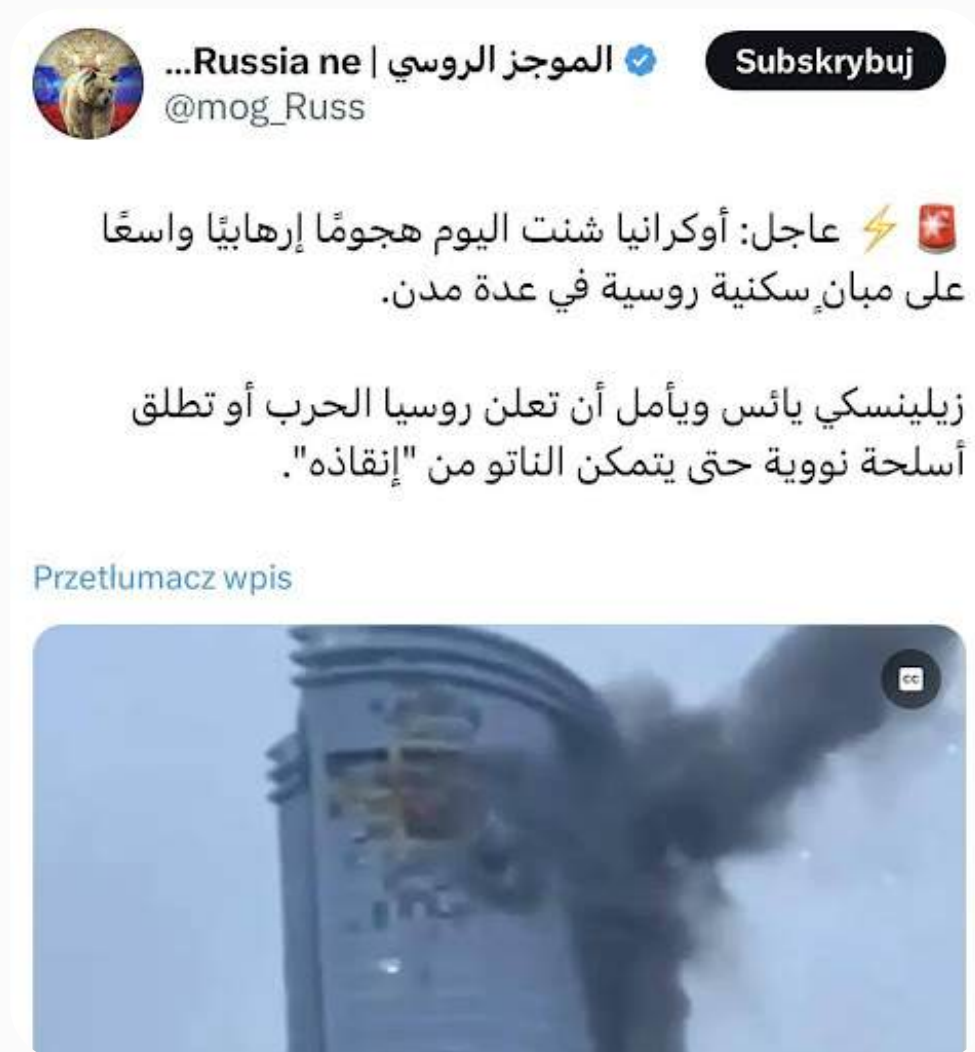 الموجز الروسي | Russia ne...
Subskrybuj
@mog_Russ
🚨⚡ عاجل: أوكرانيا شنت اليوم هجومًا إرهابيًا واسعًا
على مبانٍ سكنية روسية في عدة مدن.
زيلينسكي يائس ويأمل أن تعلن روسيا الحرب أو تطلق
أسلحة نووية حتى يتمكن الناتو من "إنقاذه".
Przetłumacz wpis
CC